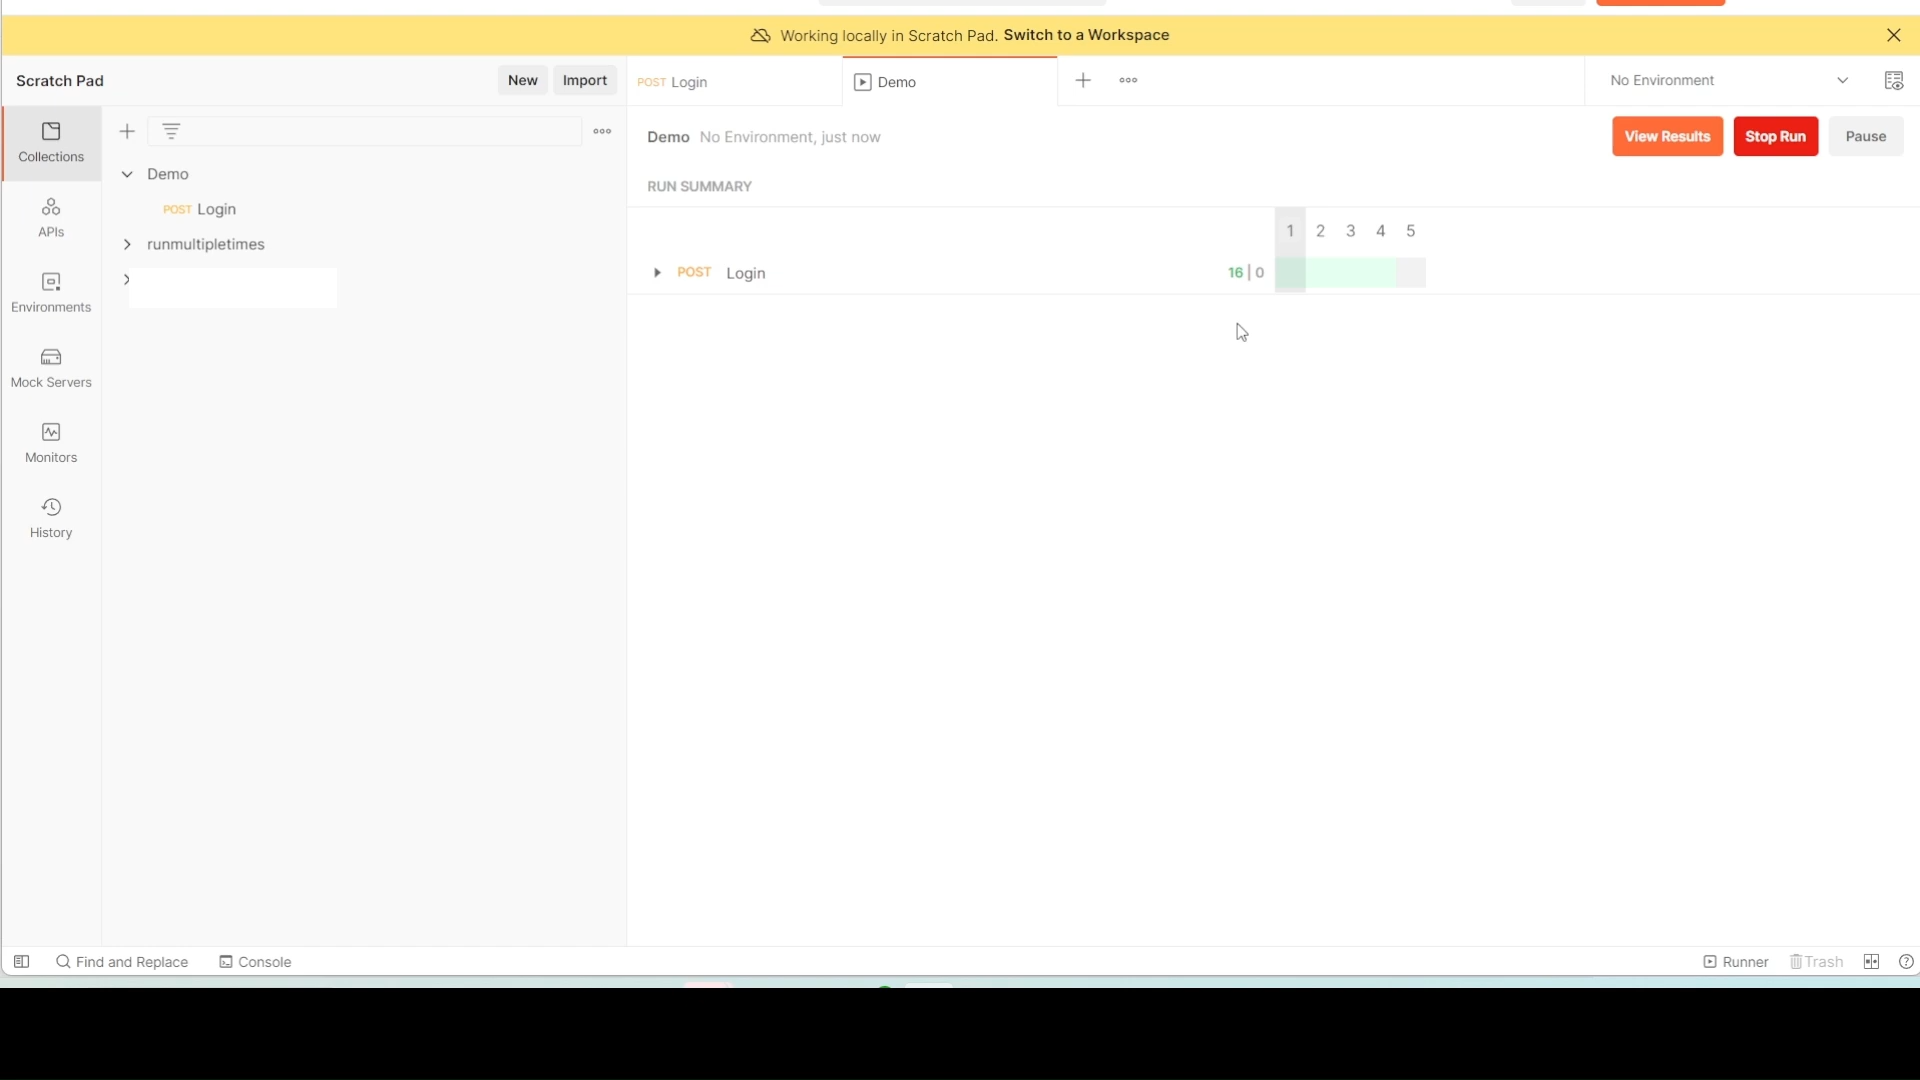 Working locally in Scratch Pad. Switch to a Workspace
Scratch Pad
New
Import
POST Login
Demo
No Environment
Collections
APIs
Environments
Mock Servers
Monitors
History
Demo
POST Login
runmultipletimes
Demo No Environment, just now
View Results
Stop Run
Pause
RUN SUMMARY
1 2 3 4 5
POST Login 16 | 0
Find and Replace
Console
Runner
Trash